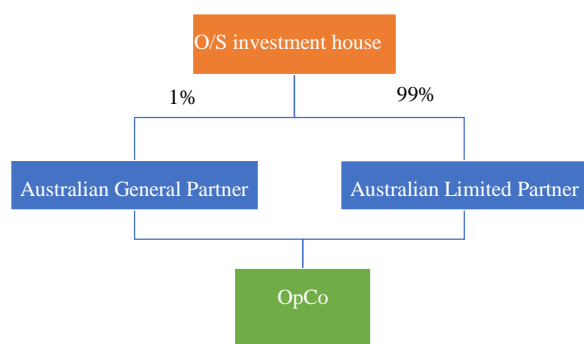 O/S investment house
1%
99%
Australian General Partner
Australian Limited Partner
OpCo